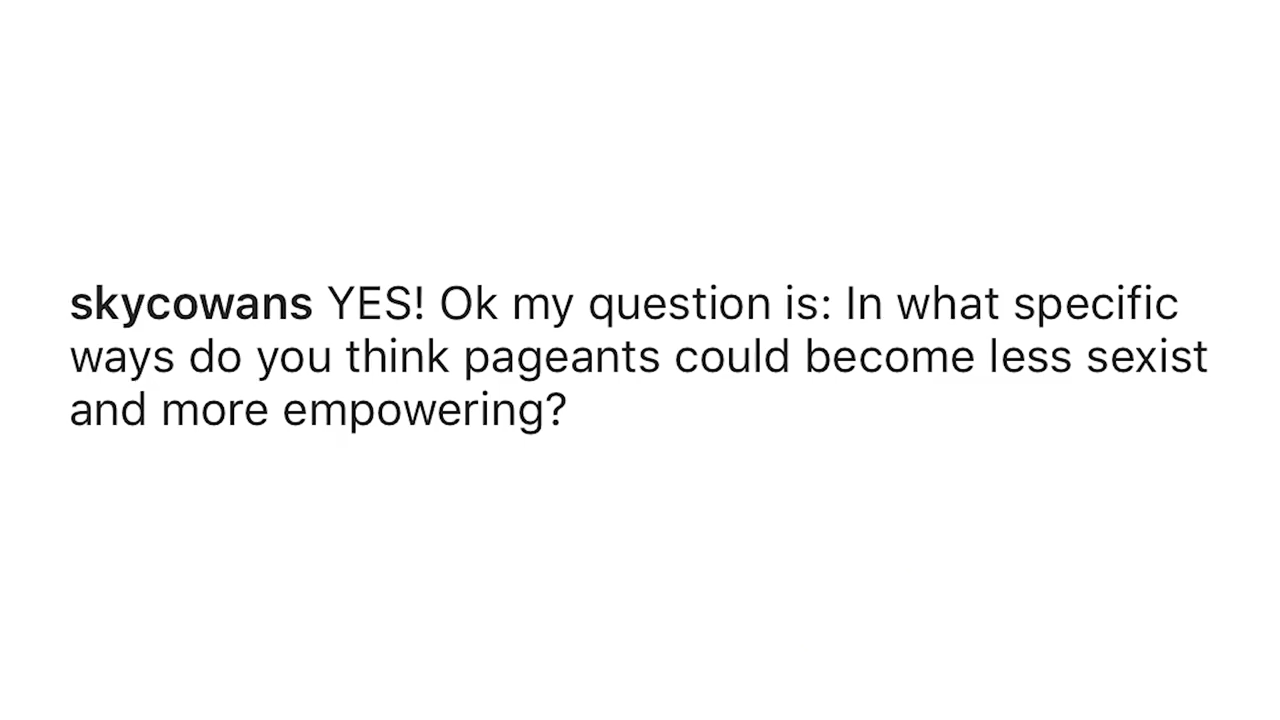 skycowans YES! Ok my question is: In what specific
ways do you think pageants could become less sexist
and more empowering?